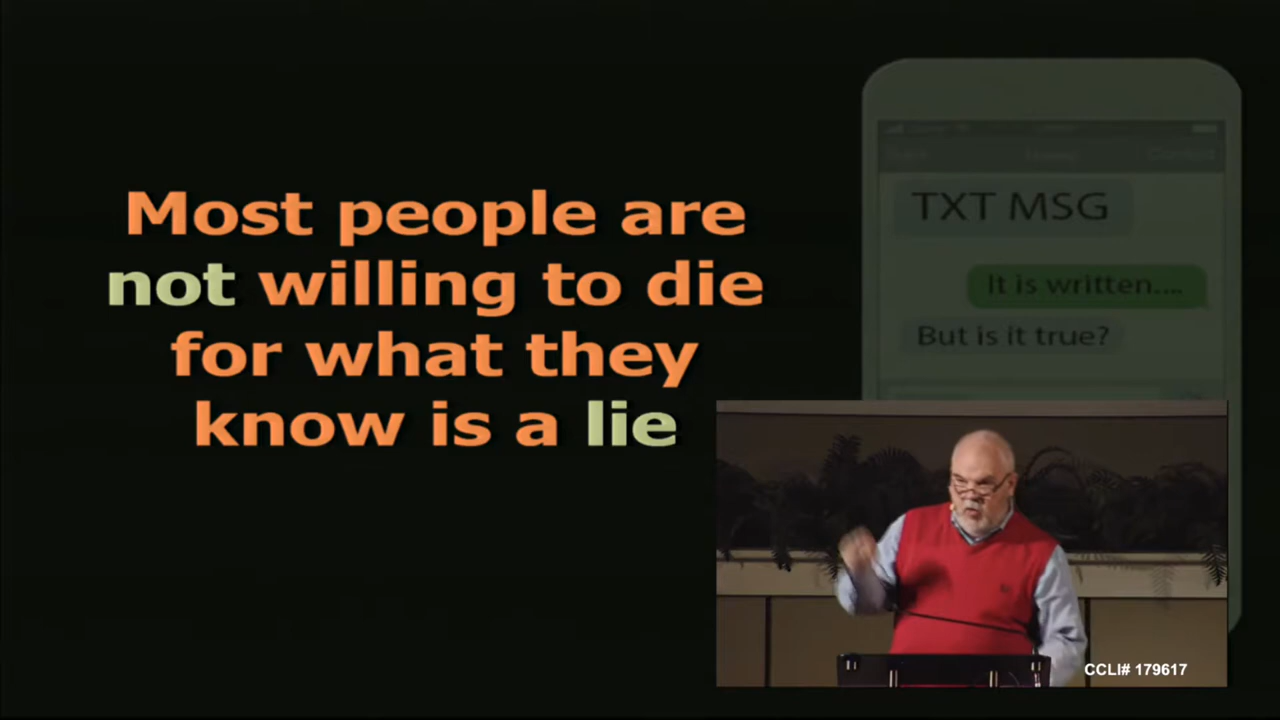 Most people are
not willing to die
for what they
know is a lie
TXT MSG
It is written....
But is it true?
CCLI# 179617